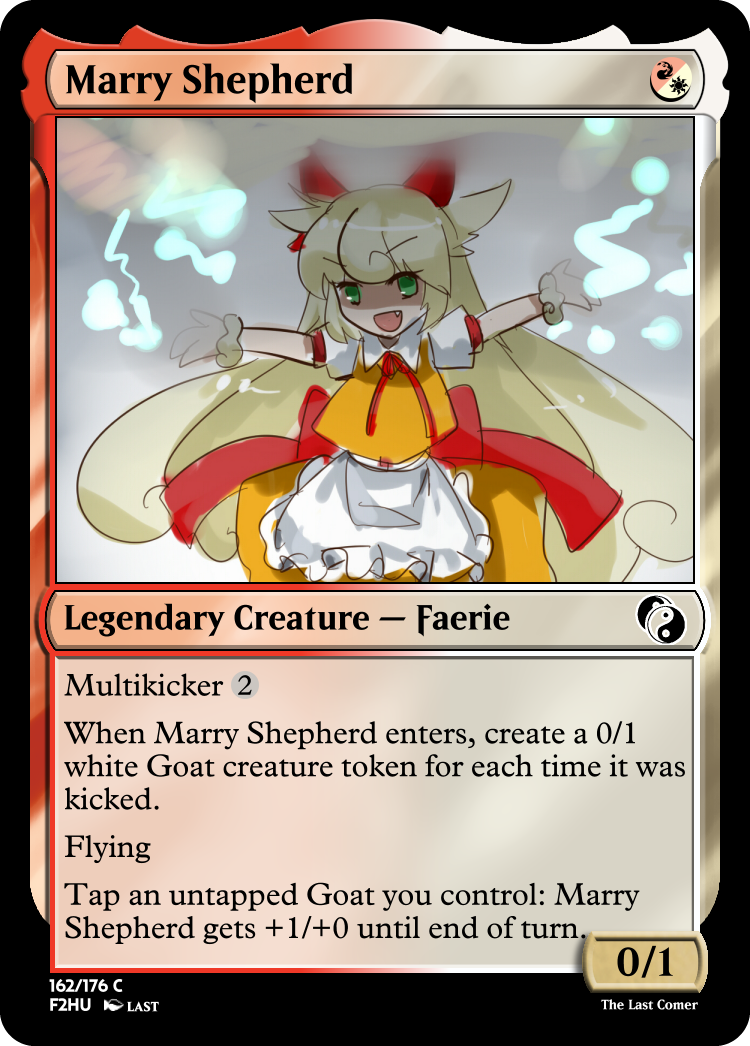 Marry Shepherd
Legendary Creature — Faerie
Multikicker 2
When Marry Shepherd enters, create a 0/1
white Goat creature token for each time it was
kicked.
Flying
Tap an untapped Goat you control: Marry
Shepherd gets +1/+0 until end of turn.
0/1
162/176 C
F2HU LAST
The Last Comer